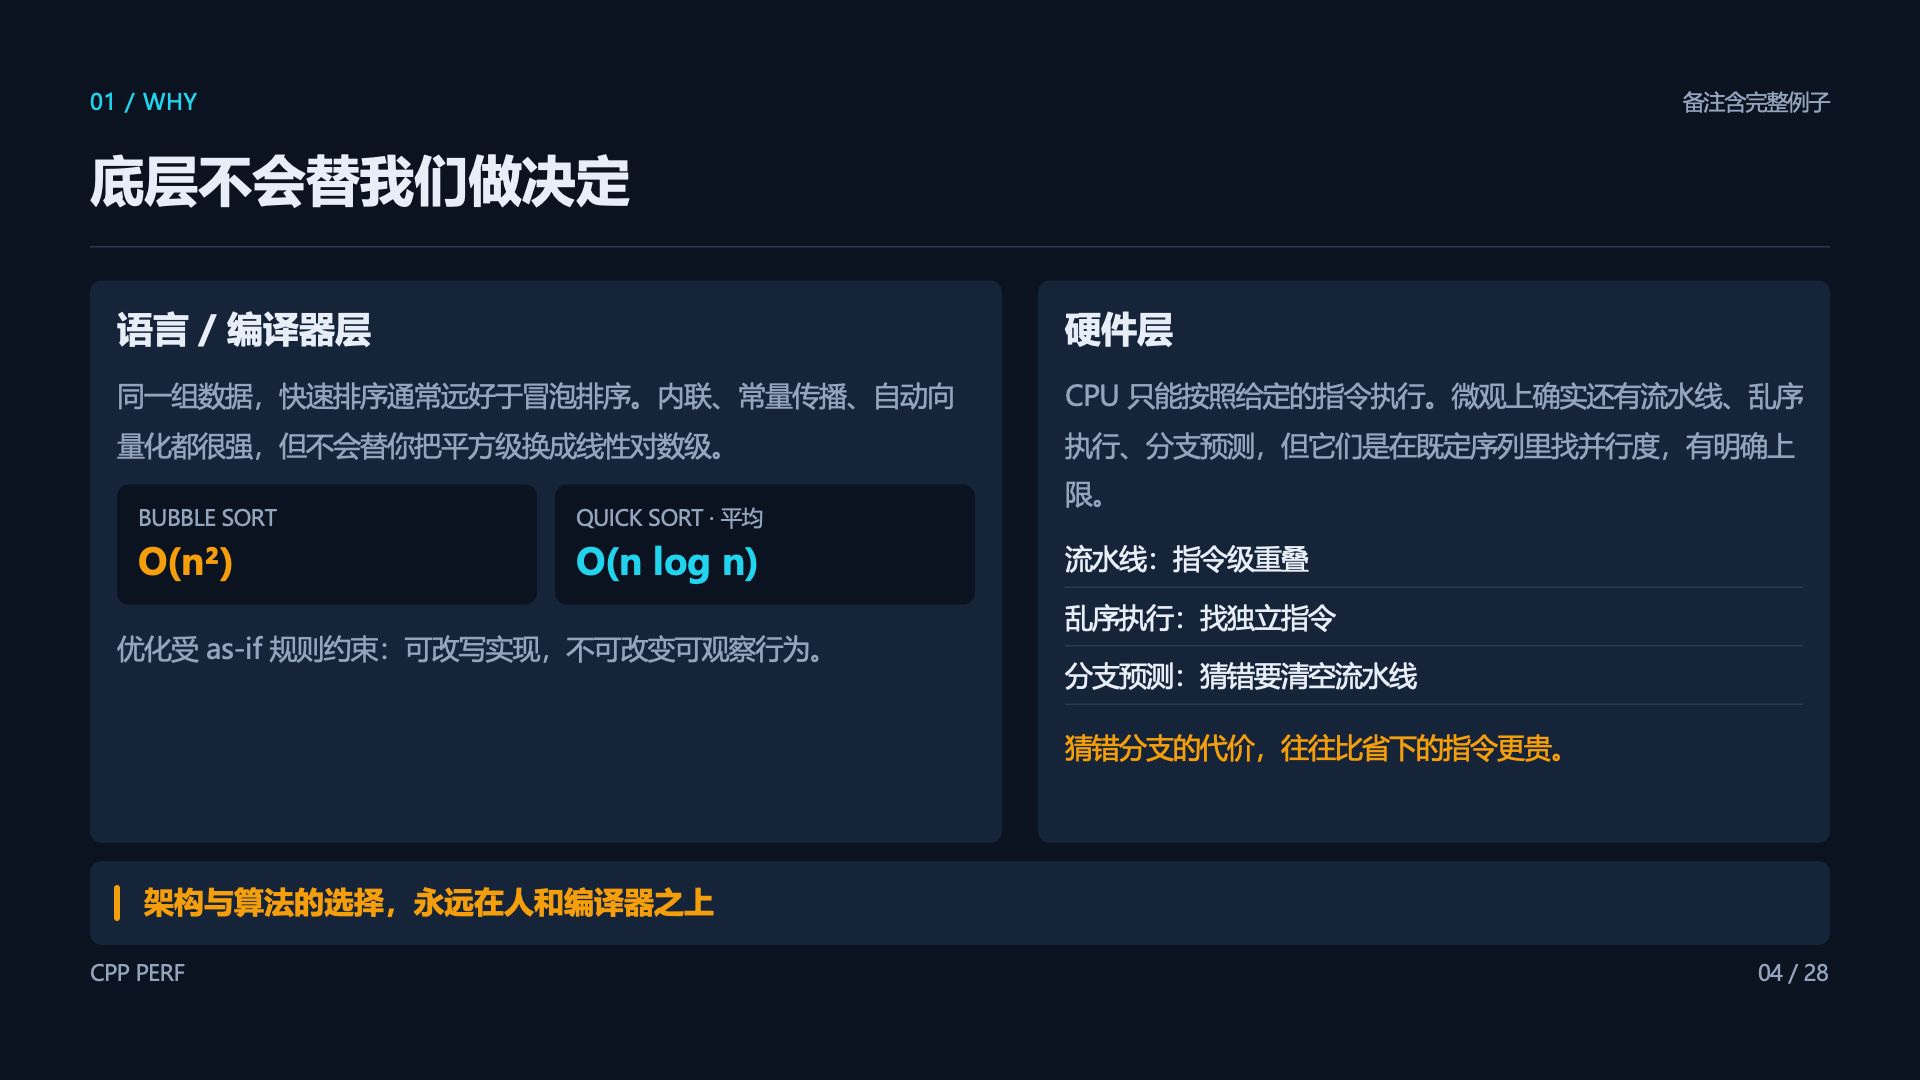 01 / WHY
备注含完整例子
底层不会替我们做决定
语言 / 编译器层
同一组数据，快速排序通常远好于冒泡排序。内联、常量传播、自动向
量化都很强，但不会替你把平方级换成线性对数级。
BUBBLE SORT
O(n²)
QUICK SORT · 平均
O(n log n)
优化受 as-if 规则约束：可改写实现，不可改变可观察行为。
硬件层
CPU 只能按照给定的指令执行。微观上确实还有流水线、乱序
执行、分支预测，但它们是在既定序列里找并行度，有明确上
限。
流水线：指令级重叠
乱序执行：找独立指令
分支预测：猜错要清空流水线
猜错分支的代价，往往比省下的指令更贵。
架构与算法的选择，永远在人和编译器之上
CPP PERF
04 / 28